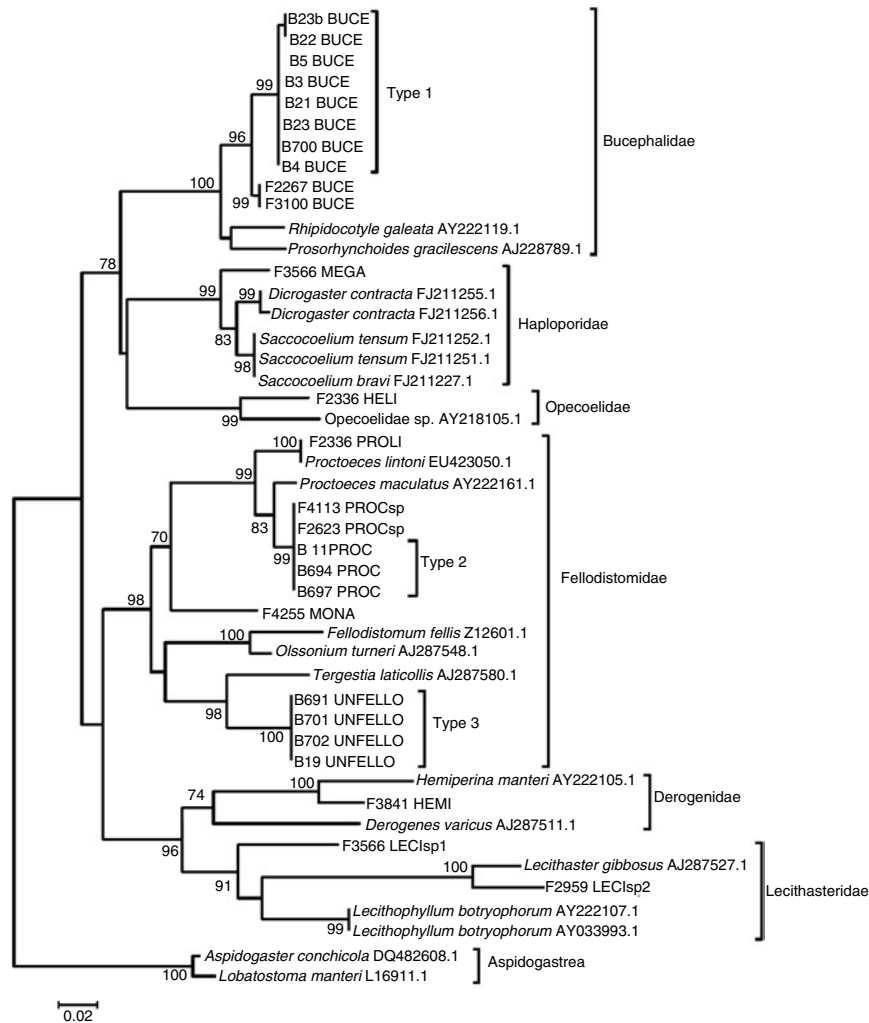 B23b BUCE
B22 BUCE
B5 BUCE
B3 BUCE
99
Type 1
B21 BUCE
B23 BUCE
96
Bucephalidae
B700 BUCE
B4 BUCE
100
F2267 BUCE
99
F3100 BUCE
Rhipidocotyle galeata AY222119.1
Prosorhynchoides gracilescens AJ228789.1
78
F3566 MEGA
99
99
Dicrogaster contracta FJ211255.1
Dicrogaster contracta FJ211256.1
Haploporidae
83
Saccocoelium tensum FJ211252.1
Saccocoelium tensum FJ211251.1
98
Saccocoelium bravi FJ211227.1
F2336 HELI
Opecoelidae
99
Opecoelidae sp. AY218105.1
100
F2336 PROLI
Proctoeces lintoni EU423050.1
99
Proctoeces maculatus AY222161.1
F4113 PROCsp
83
F2623 PROCsp
70
B 11PROC
99
Type 2
B694 PROC
Fellodistomidae
B697 PROC
98
F4255 MONA
100
Fellodistomum fellis Z12601.1
Olssonium turneri AJ287548.1
Tergestia laticollis AJ287580.1
B691 UNFELLO
98
B701 UNFELLO
Type 3
100
B702 UNFELLO
B19 UNFELLO
100
Hemiperina manteri AY222105.1
74
F3841 HEMI
Derogenidae
Derogenes varicus AJ287511.1
96
F3566 LECIsp1
100
Lecithaster gibbosus AJ287527.1
91
F2959 LECIsp2
Lecithasteridae
Lecithophyllum botryophorum AY222107.1
99
Lecithophyllum botryophorum AY033993.1
Aspidogaster conchicola DQ482608.1
Aspidogastrea
100
Lobatostoma manteri L16911.1
0.02